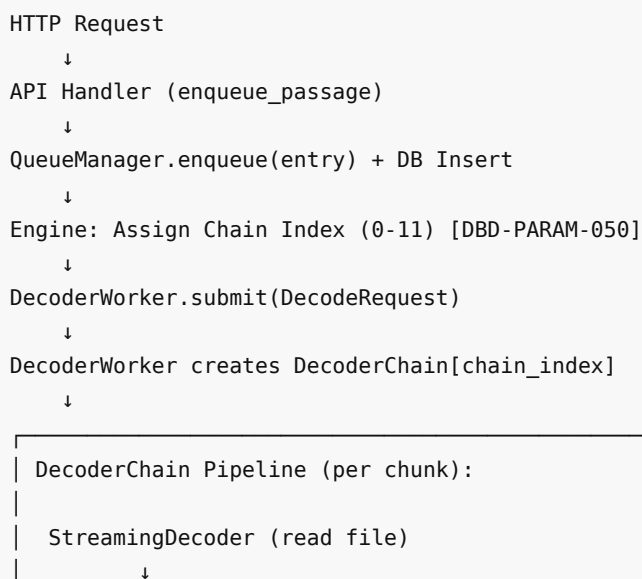 HTTP Request
↓
API Handler (enqueue_passage)
↓
QueueManager.enqueue(entry) + DB Insert
↓
Engine: Assign Chain Index (0-11) [DBD-PARAM-050]
↓
DecoderWorker.submit(DecodeRequest)
↓
DecoderWorker creates DecoderChain[chain_index]
↓
DecoderChain Pipeline (per chunk):
StreamingDecoder (read file)
↓